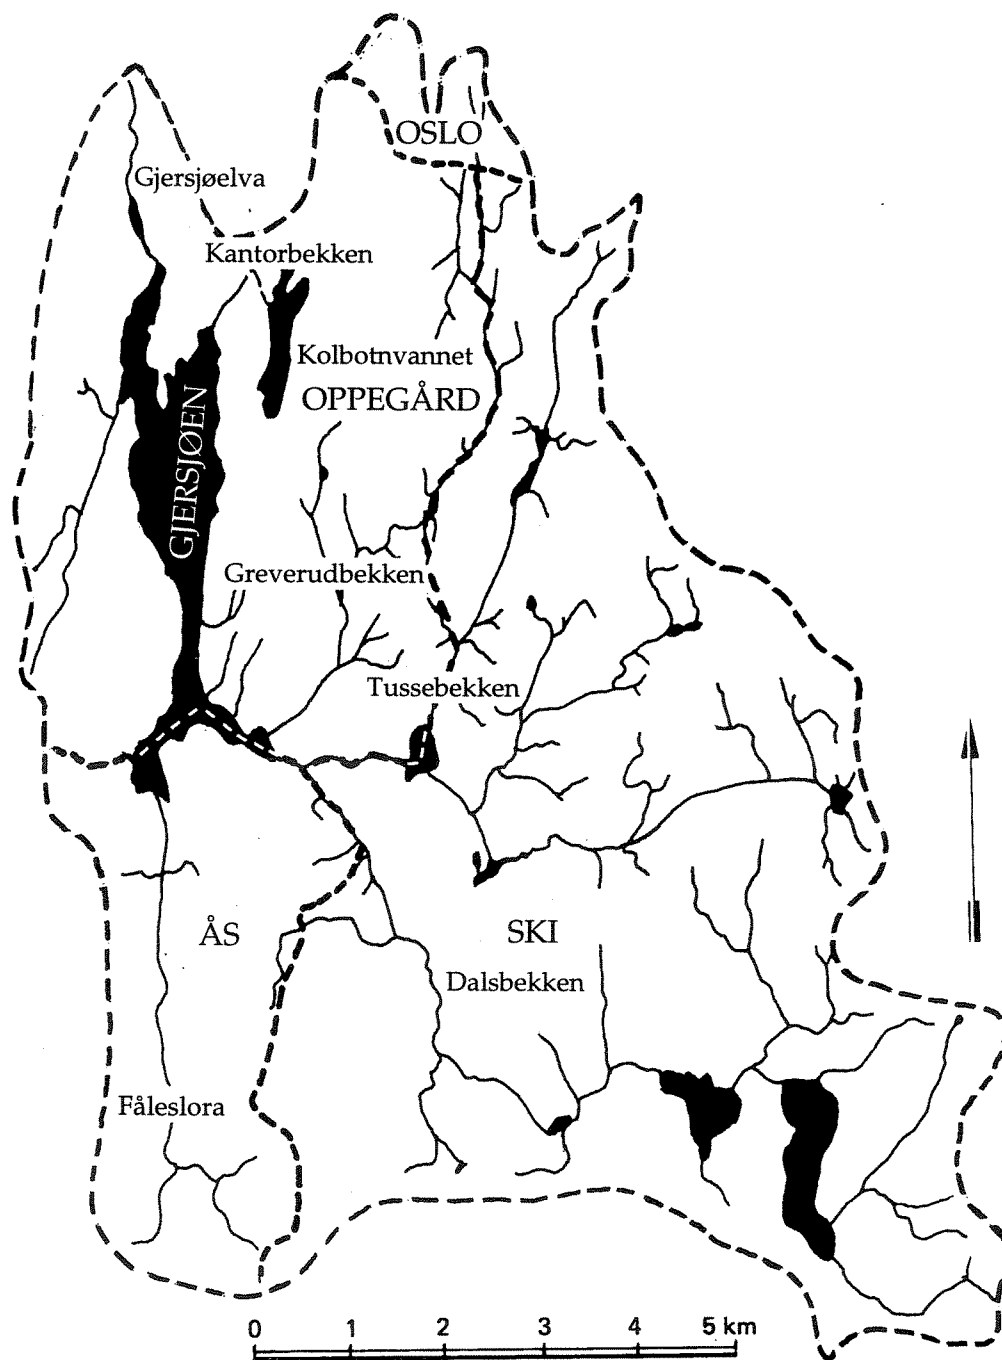 OSLO
Gjersjøelva
Kantorbekken
Kolbotnvannet
OPPEGÅRD
GJERSJØEN
Greverudbekken
Tussebekken
ÅS
SKI
Dalsbekken
Fåleslora
0 1 2 3 4 5 km